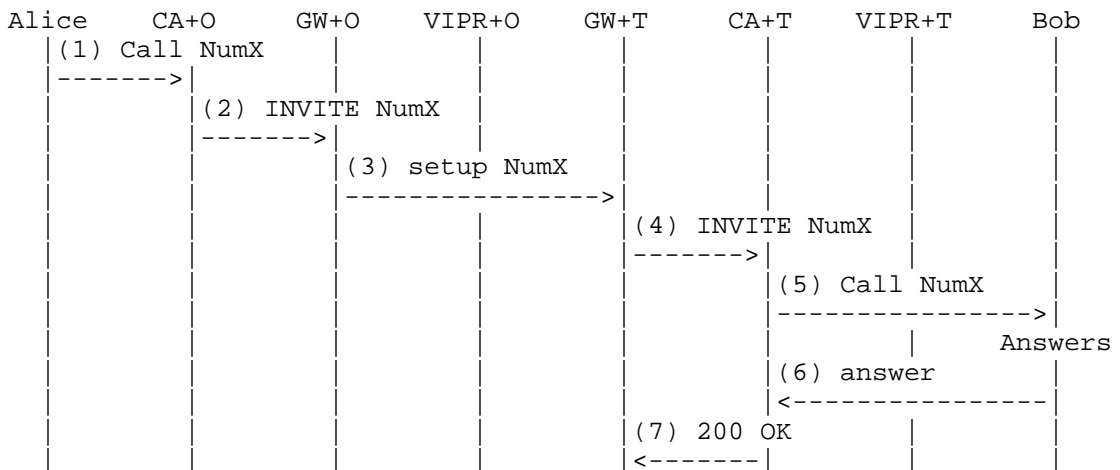 Alice CA+O GW+O VIPR+O GW+T CA+T VIPR+T Bob
(1) Call NumX
(2) INVITE NumX
(3) setup NumX
(4) INVITE NumX
(5) Call NumX
Answers
(6) answer
(7) 200 OK